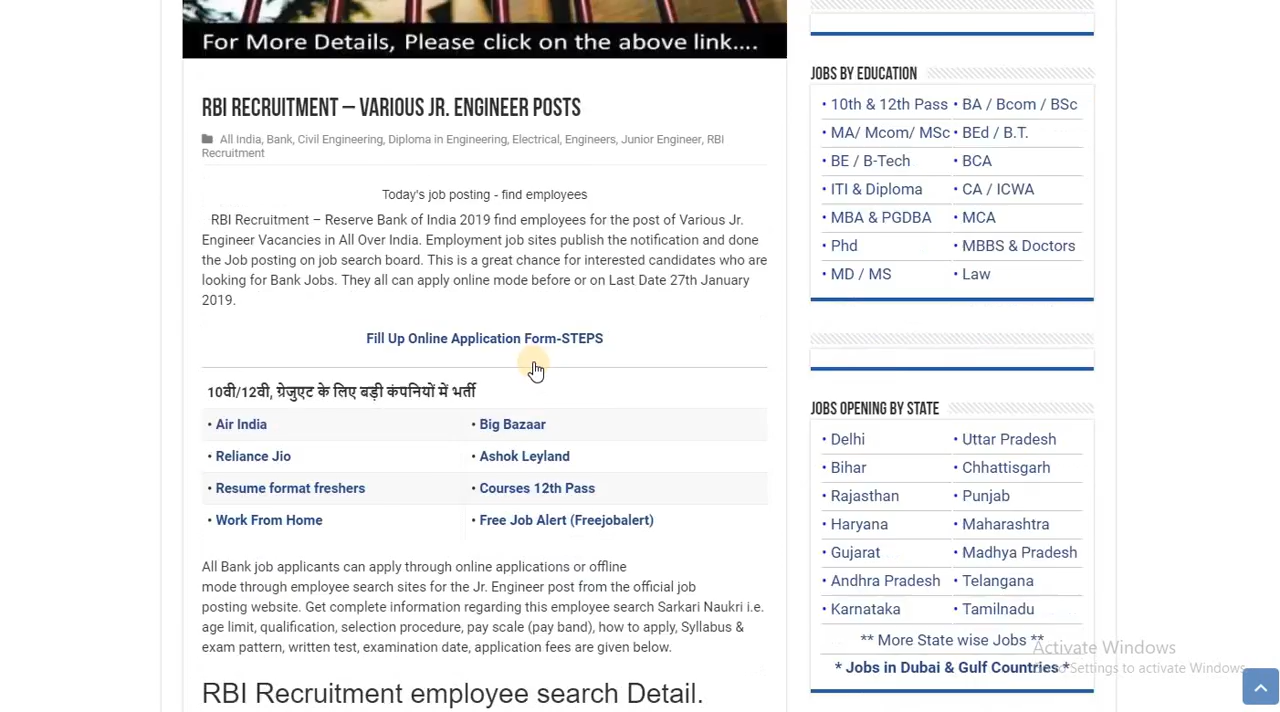 For More Details, Please click on the above link....
RBI RECRUITMENT – VARIOUS JR. ENGINEER POSTS
All India, Bank, Civil Engineering, Diploma in Engineering, Electrical, Engineers, Junior Engineer, RBI
Recruitment
Today's job posting - find employees
RBI Recruitment – Reserve Bank of India 2019 find employees for the post of Various Jr.
Engineer Vacancies in All Over India. Employment job sites publish the notification and done
the Job posting on job search board. This is a great chance for interested candidates who are
looking for Bank Jobs. They all can apply online mode before or on Last Date 27th January
2019.
Fill Up Online Application Form-STEPS
10वी/12वी, ग्रेजुएट के लिए बड़ी कंपनियों में भर्ती
• Air India • Big Bazaar
• Reliance Jio • Ashok Leyland
• Resume format freshers • Courses 12th Pass
• Work From Home • Free Job Alert (Freejobalert)
All Bank job applicants can apply through online applications or offline
mode through employee search sites for the Jr. Engineer post from the official job
posting website. Get complete information regarding this employee search Sarkari Naukri i.e.
age limit, qualification, selection procedure, pay scale (pay band), how to apply, Syllabus &
exam pattern, written test, examination date, application fees are given below.
RBI Recruitment employee search Detail.
JOBS BY EDUCATION
• 10th & 12th Pass • BA / Bcom / BSc
• MA/ Mcom/ MSc • BEd / B.T.
• BE / B-Tech • BCA
• ITI & Diploma • CA / ICWA
• MBA & PGDBA • MCA
• Phd • MBBS & Doctors
• MD / MS • Law
JOBS OPENING BY STATE
• Delhi • Uttar Pradesh
• Bihar • Chhattisgarh
• Rajasthan • Punjab
• Haryana • Maharashtra
• Gujarat • Madhya Pradesh
• Andhra Pradesh • Telangana
• Karnataka • Tamilnadu
** More State wise Jobs **
* Jobs in Dubai & Gulf Countries *
Activate Windows
Go to Settings to activate Windows.